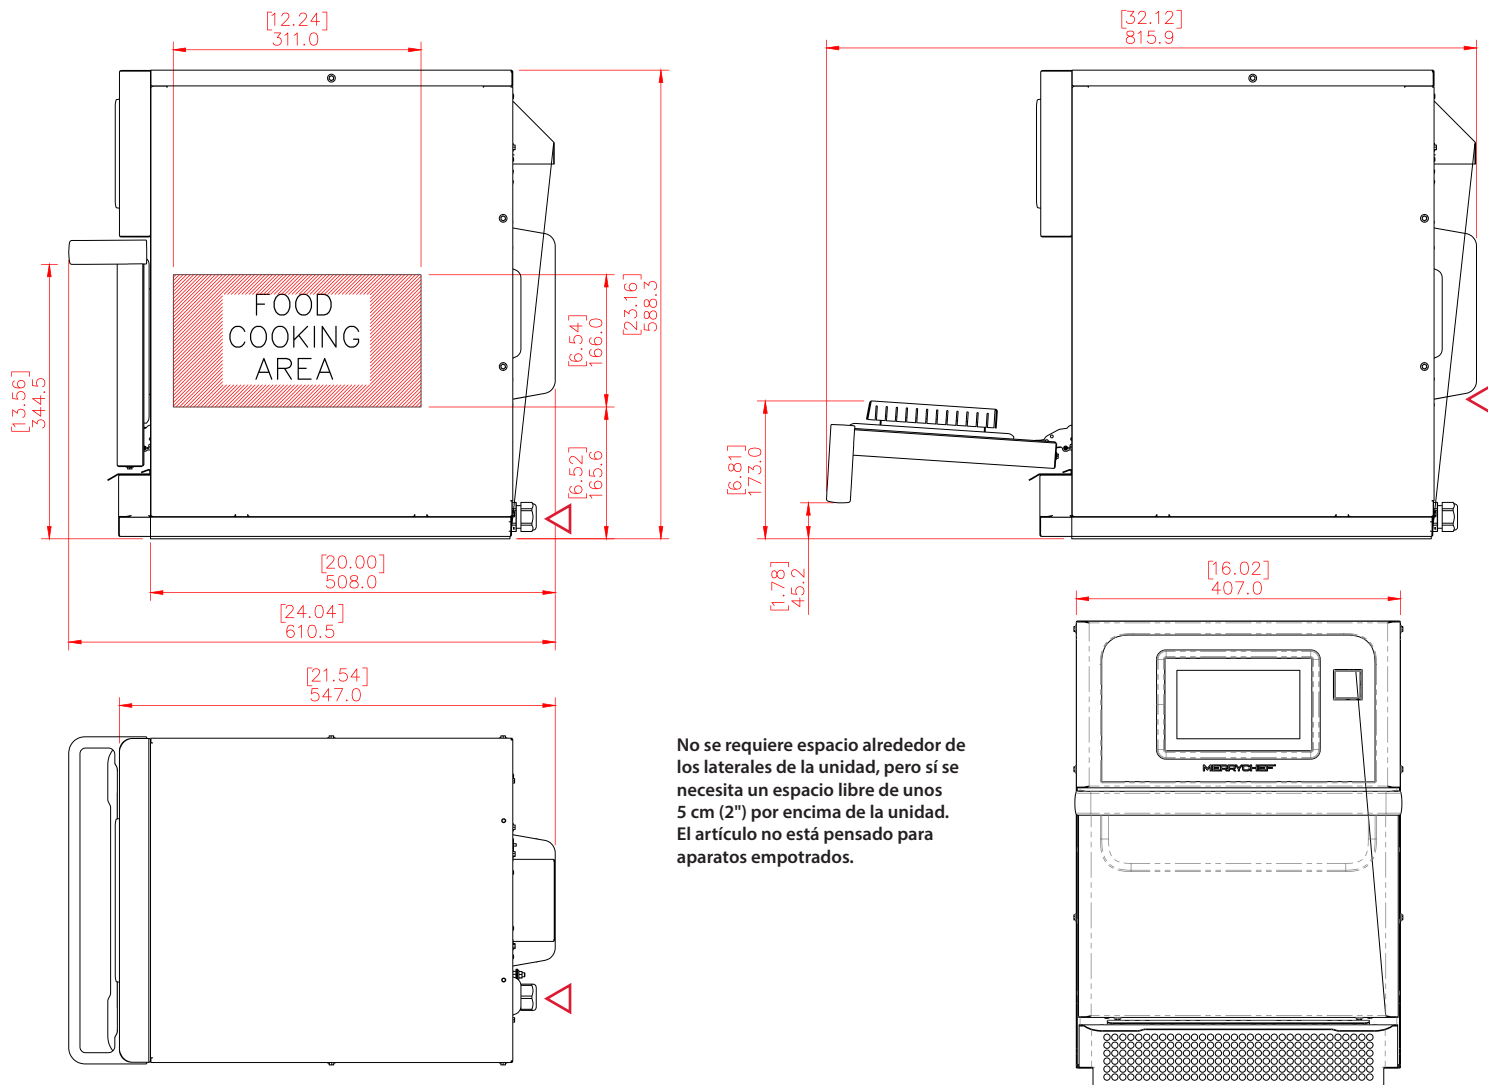 [12.24]
311.0
[32.12]
815.9
FOOD
COOKING
AREA
[13.56]
344.5
[6.54]
166.0
[23.16]
588.3
[6.52]
165.6
[20.00]
508.0
[24.04]
610.5
[6.81]
173.0
[1.78]
45.2
[16.02]
407.0
[21.54]
547.0
No se requiere espacio alrededor de
los laterales de la unidad, pero sí se
necesita un espacio libre de unos
5 cm (2") por encima de la unidad.
El artículo no está pensado para
aparatos empotrados.
MERRYCHEF